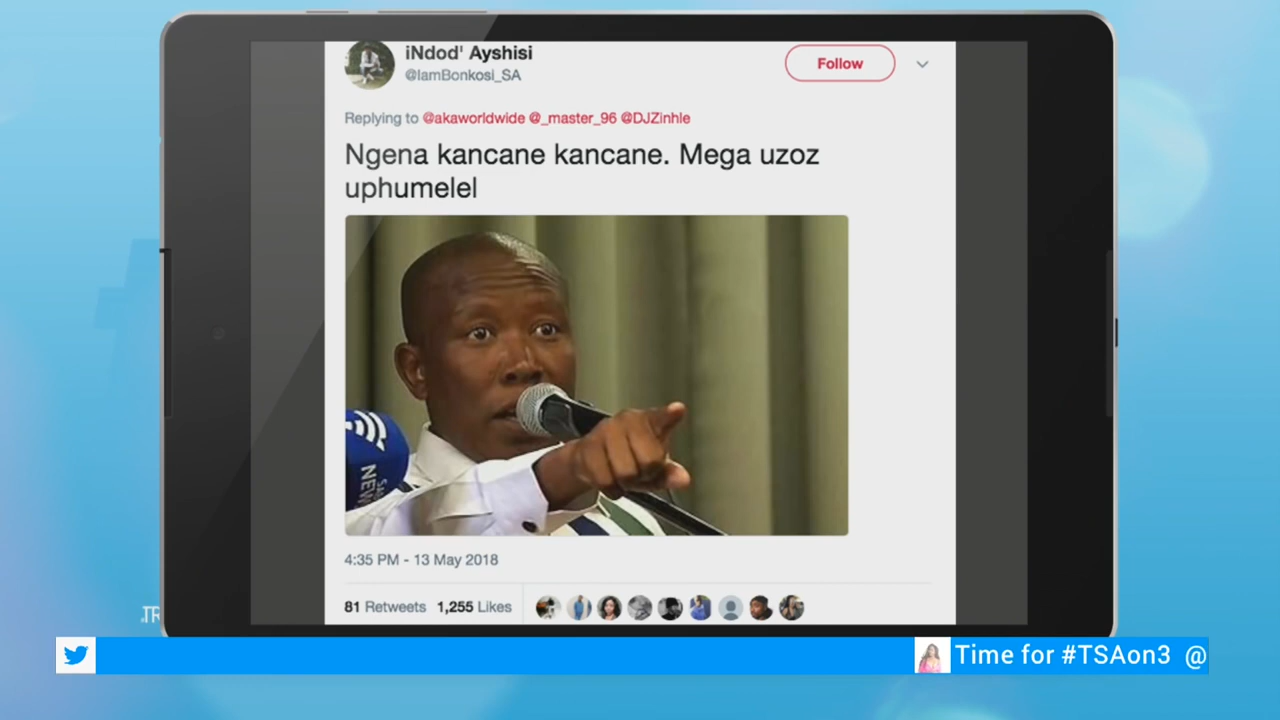 iNdod' Ayshisi
@IamBonkosi_SA
Follow
Replying to @akaworldwide @_master_96 @DJZinhle
Ngena kancane kancane. Mega uzoz
uphumelel
NEW
4:35 PM - 13 May 2018
81 Retweets 1,255 Likes
Time for #TSAon3 @